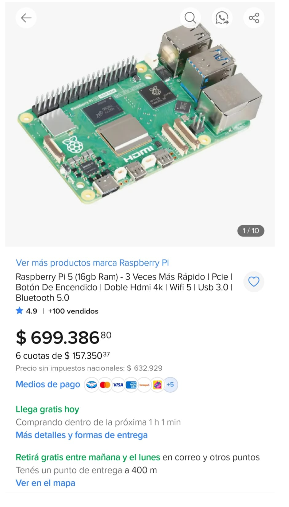 HDMI
1 / 10
Ver más productos marca Raspberry Pi
Raspberry Pi 5 (16gb Ram) - 3 Veces Más Rápido | Pcie |
Botón De Encendido | Doble Hdmi 4k | Wifi 5 | Usb 3.0 |
Bluetooth 5.0
4.9 | +100 vendidos
$ 699.386 80
6 cuotas de $ 157.350 37
Precio sin impuestos nacionales: $ 632.929
Medios de pago VISA +5
Llega gratis hoy
Comprando dentro de la próxima 1 h 1 min
Más detalles y formas de entrega
Retirá gratis entre mañana y el lunes en correo y otros puntos
Tenés un punto de entrega a 400 m
Ver en el mapa